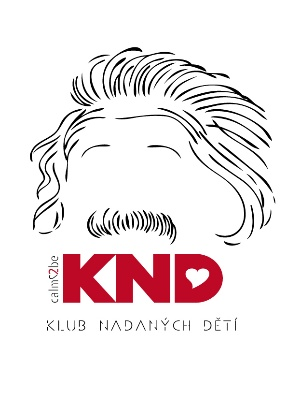 calm2be
KND
KLUB NADANÝCH DĚTÍ